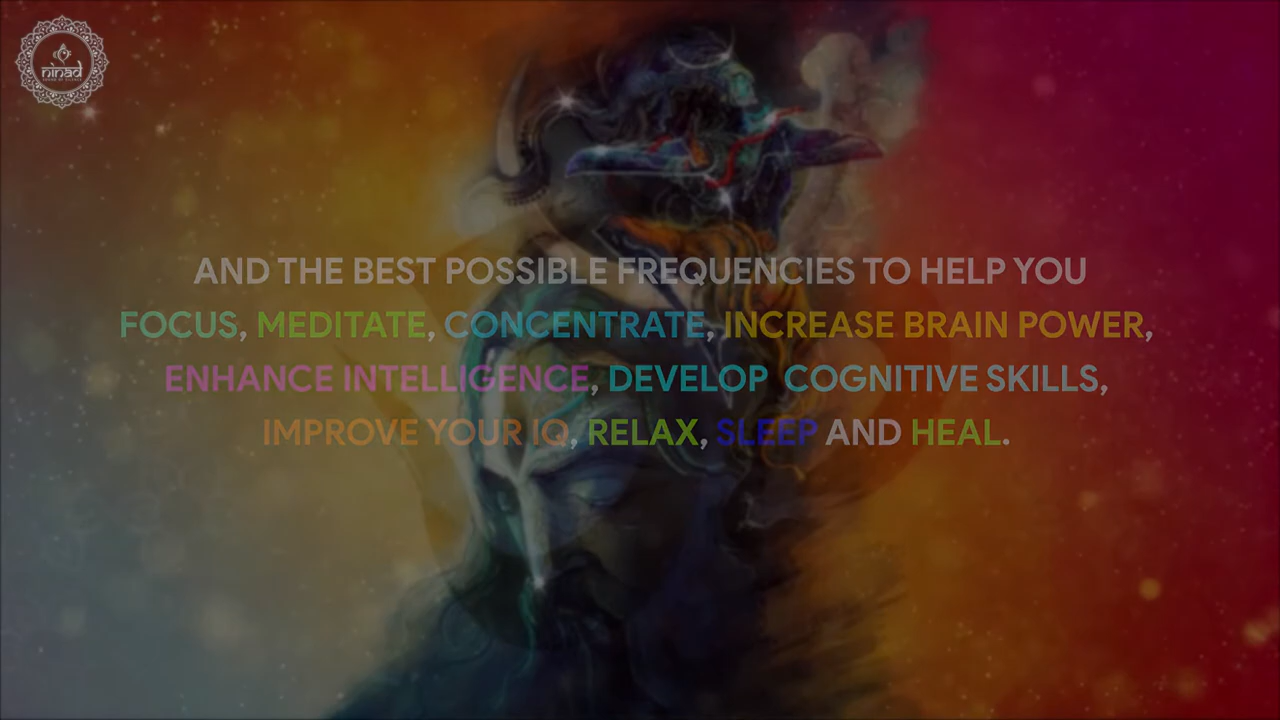 ninad
AND THE BEST POSSIBLE FREQUENCIES TO HELP YOU
FOCUS, MEDITATE, CONCENTRATE, INCREASE BRAIN POWER,
ENHANCE INTELLIGENCE, DEVELOP COGNITIVE SKILLS,
IMPROVE YOUR IQ, RELAX, SLEEP AND HEAL.